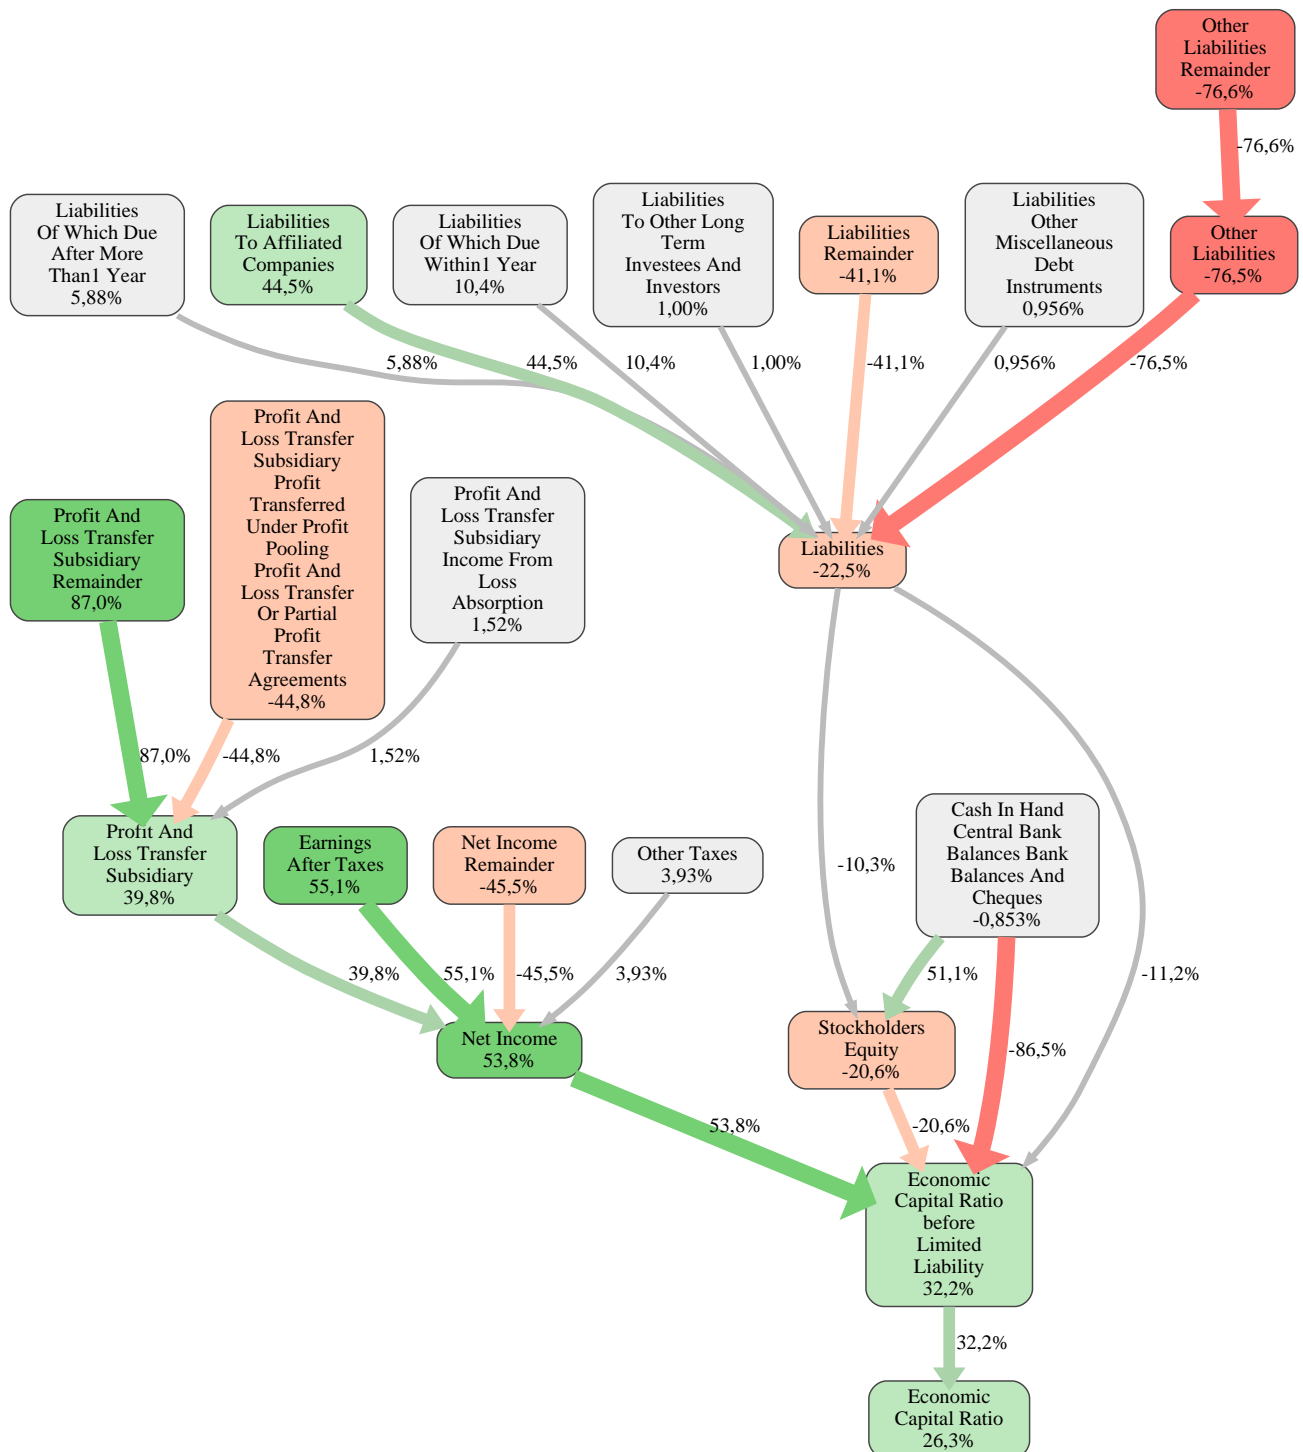 Other
Liabilities
Remainder
-76,6%
-76,6%
Liabilities
Of Which Due
After More
Than1 Year
5,88%
Liabilities
To Affiliated
Companies
44,5%
Liabilities
Of Which Due
Within1 Year
10,4%
Liabilities
To Other Long
Term
Investees And
Investors
1,00%
Liabilities
Remainder
-41,1%
Liabilities
Other
Miscellaneous
Debt
Instruments
0,956%
Other
Liabilities
-76,5%
5,88%
44,5%
10,4%
1,00%
-41,1%
0,956%
-76,5%
Profit And
Loss Transfer
Subsidiary
Remainder
87,0%
Profit And
Loss Transfer
Subsidiary
Profit
Transferred
Under Profit
Pooling
Profit And
Loss Transfer
Or Partial
Profit
Transfer
Agreements
-44,8%
Profit And
Loss Transfer
Subsidiary
Income From
Loss
Absorption
1,52%
Liabilities
-22,5%
87,0%
-44,8%
1,52%
Profit And
Loss Transfer
Subsidiary
39,8%
Earnings
After Taxes
55,1%
Net Income
Remainder
-45,5%
Other Taxes
3,93%
-10,3%
Cash In Hand
Central Bank
Balances Bank
Balances And
Cheques
-0,853%
39,8%
55,1%
-45,5%
3,93%
51,1%
-11,2%
Net Income
53,8%
Stockholders
Equity
-20,6%
-86,5%
53,8%
-20,6%
Economic
Capital Ratio
before
Limited
Liability
32,2%
32,2%
Economic
Capital Ratio
26,3%